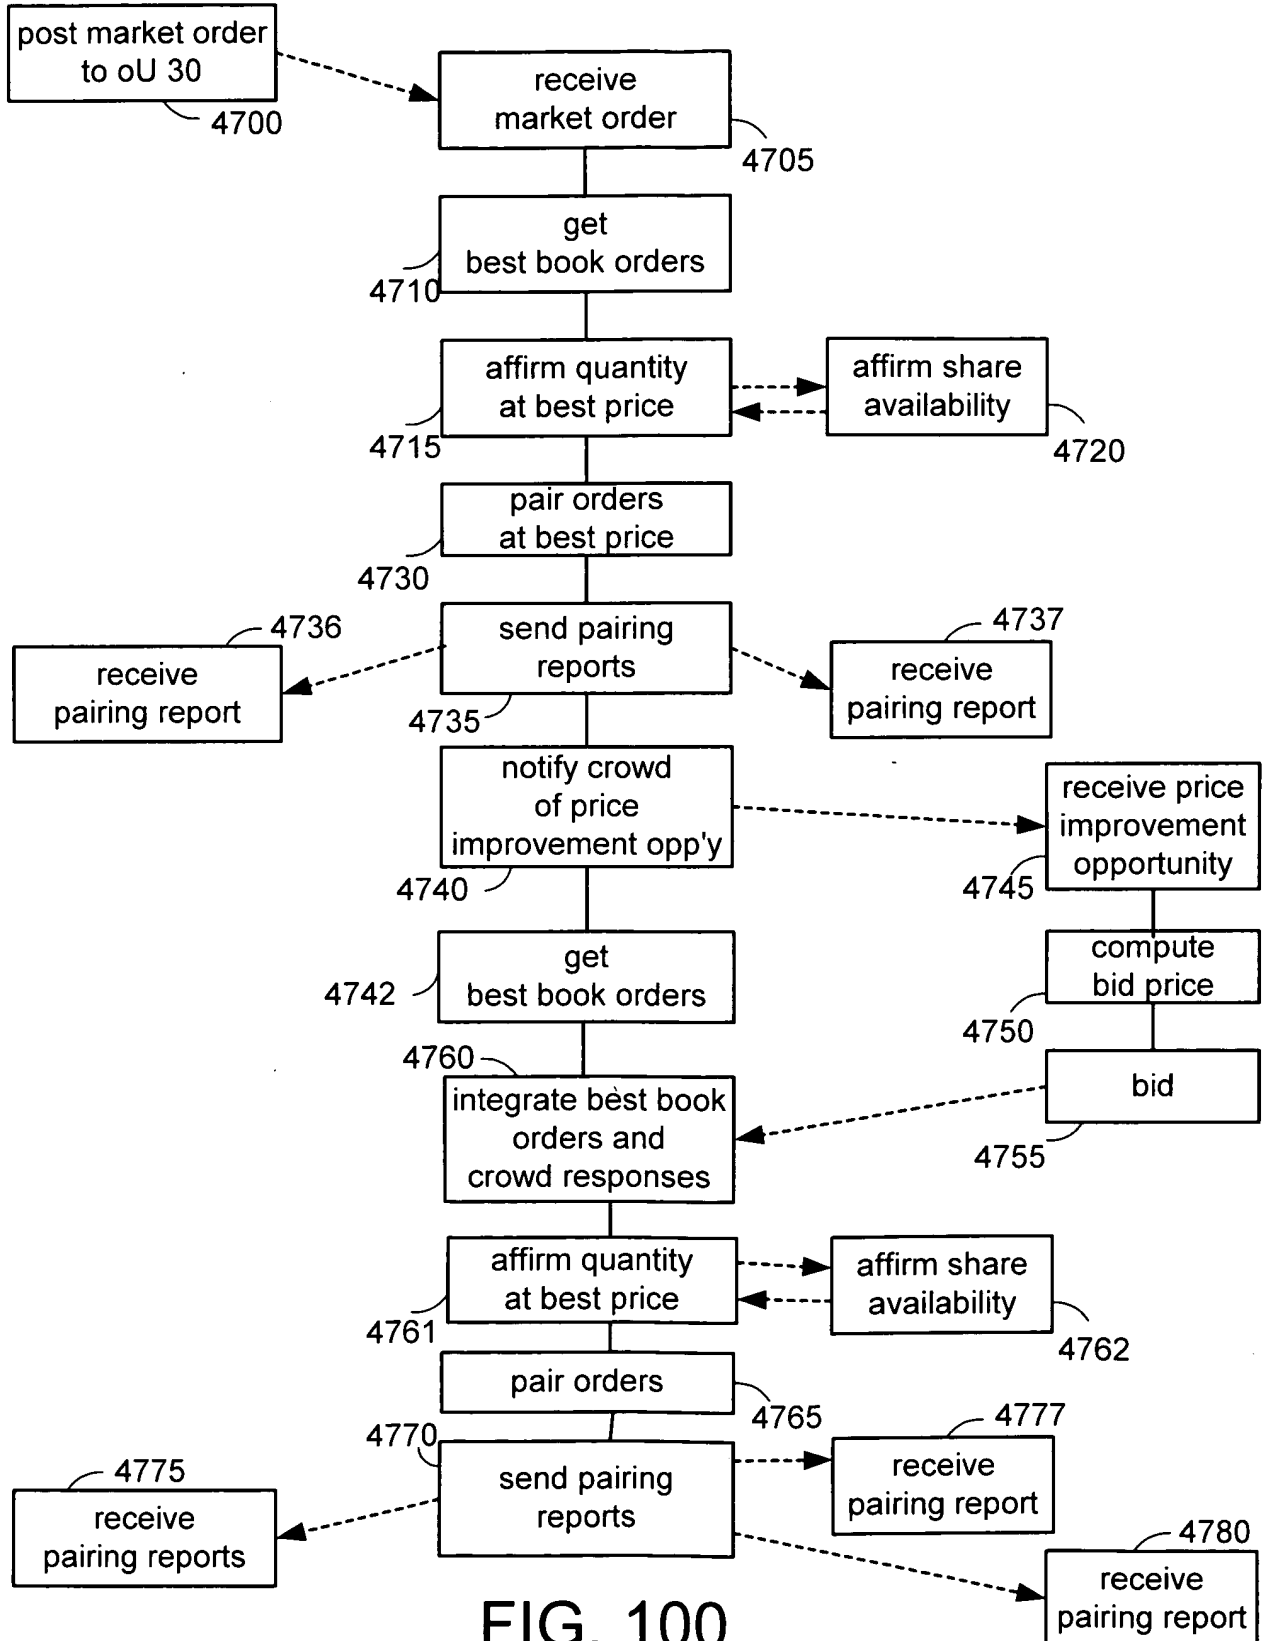 post market order
to oU 30
4700
receive
market order
4705
get
best book orders
4710
affirm quantity
at best price
4715
affirm share
availability
4720
pair orders
at best price
4730
send pairing
reports
4735
4736
receive
pairing report
4737
receive
pairing report
notify crowd
of price
improvement opp'y
4740
receive price
improvement
opportunity
4745
get
best book orders
4742
compute
bid price
4750
4760
integrate best book
orders and
crowd responses
bid
4755
affirm quantity
at best price
4761
affirm share
availability
4762
pair orders
4765
4770
send pairing
reports
4777
receive
pairing report
4775
receive
pairing reports
4780
receive
pairing report
FIG. 100